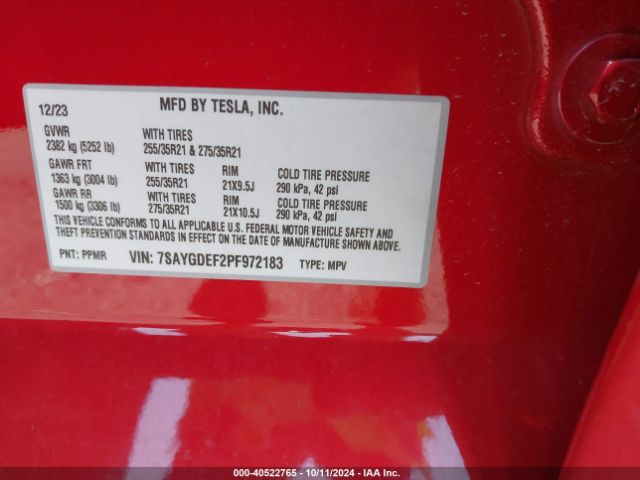 12/23 MFD BY TESLA, INC.
GVWR WITH TIRES
2382 kg (5252 lb) 255/35R21 & 275/35R21
GAWR FRT WITH TIRES RIM COLD TIRE PRESSURE
1363 kg (3004 lb) 255/35R21 21X9.5J 290 kPa, 42 psi
GAWR RR WITH TIRES RIM COLD TIRE PRESSURE
1500 kg (3306 lb) 275/35R21 21X10.5J 290 kPa, 42 psi
THIS VEHICLE CONFORMS TO ALL APPLICABLE U.S. FEDERAL MOTOR VEHICLE SAFETY AND
THEFT PREVENTION STANDARDS IN EFFECT ON THE DATE OF MANUFACTURE SHOWN ABOVE.
PNT: PPMR VIN: 7SAYGDEF2PF972183 TYPE: MPV
000-40522765 - 10/11/2024 - IAA Inc.